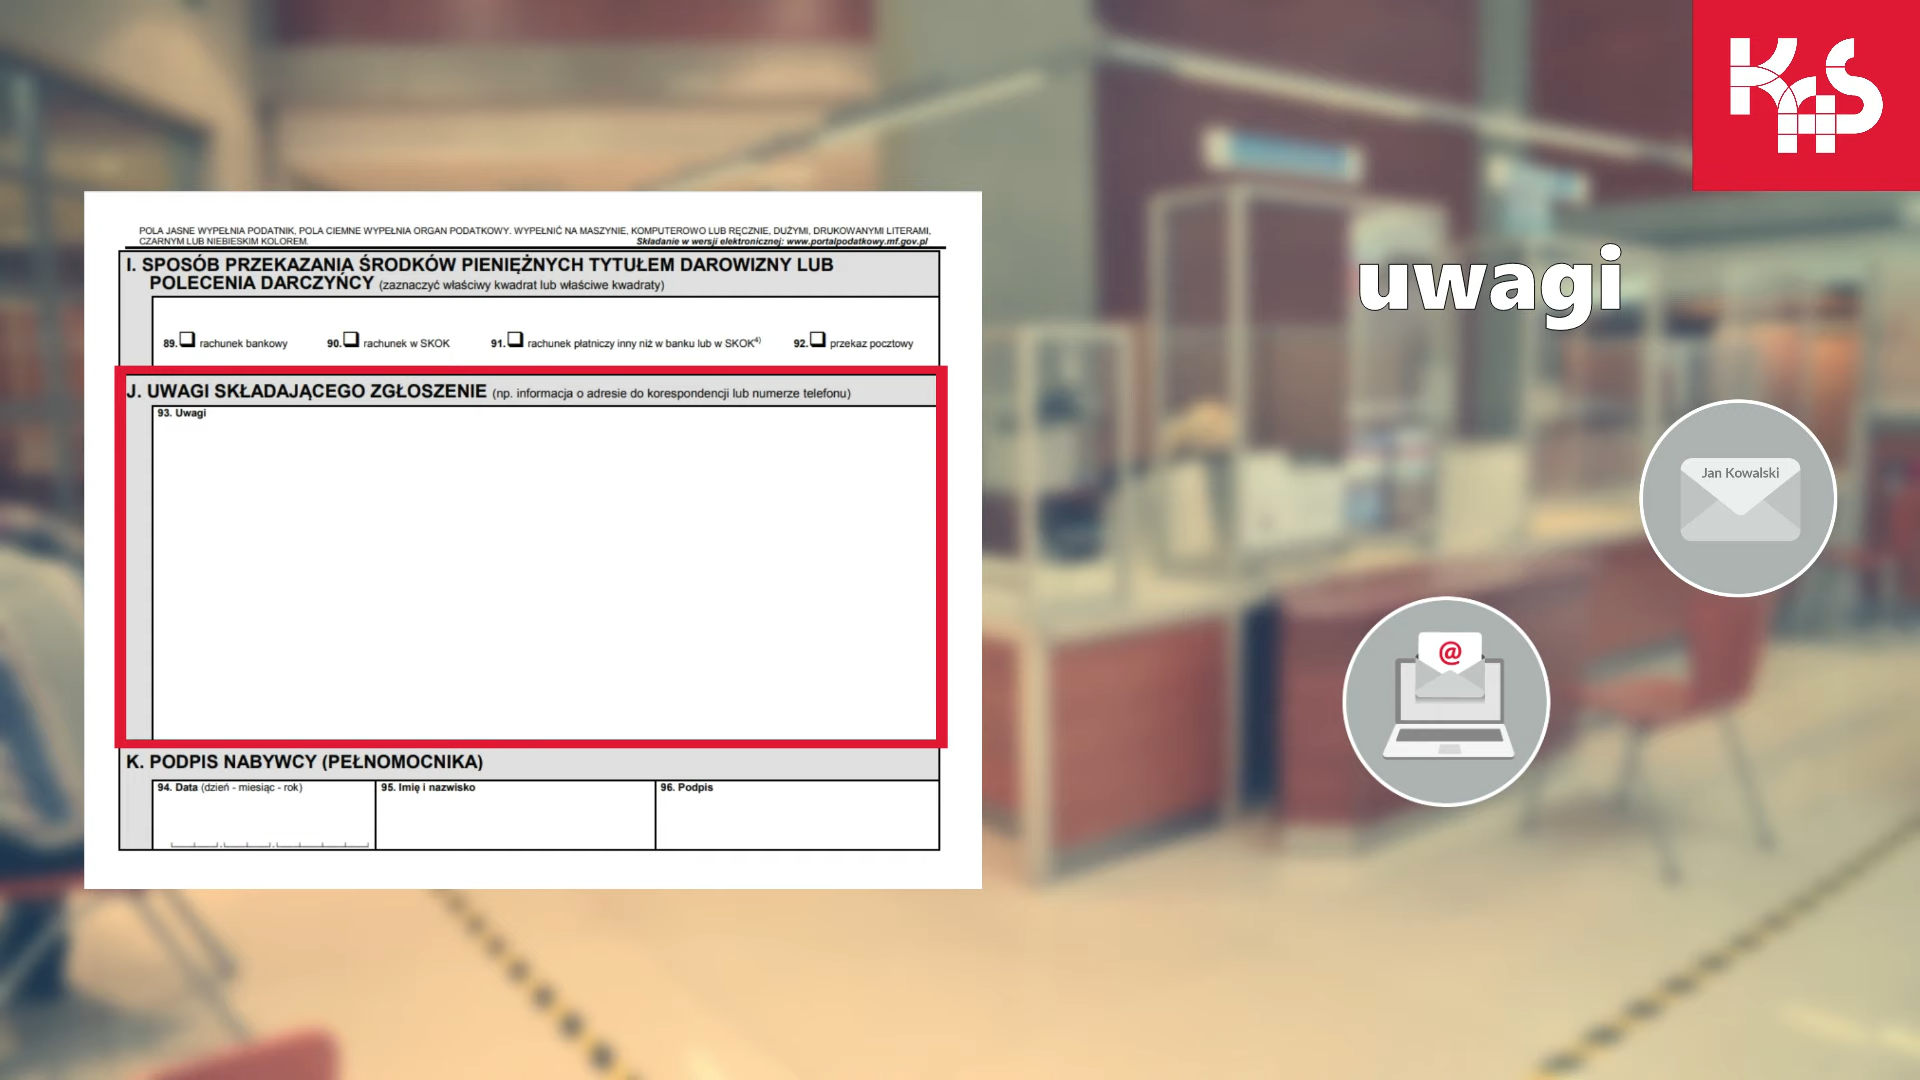 POLA JASNE WYPEŁNIA PODATNIK, POLA CIEMNE WYPEŁNIA ORGAN PODATKOWY. WYPEŁNIĆ NA MASZYNIE, KOMPUTEROWO LUB RĘCZNIE, DUŻYMI, DRUKOWANYMI LITERAMI,
CZARNYM LUB NIEBIESKIM KOLOREM.
Składanie w wersji elektronicznej: www.portalpodatkowy.mf.gov.pl
I. SPOSÓB PRZEKAZANIA ŚRODKÓW PIENIĘŻNYCH TYTUŁEM DAROWIZNY LUB
POLECENIA DARCZYŃCY (zaznaczyć właściwy kwadrat lub właściwe kwadraty)
89. rachunek bankowy 90. rachunek w SKOK 91. rachunek płatniczy inny niż w banku lub w SKOK4) 92. przekaz pocztowy
J. UWAGI SKŁADAJĄCEGO ZGŁOSZENIE (np. informacja o adresie do korespondencji lub numerze telefonu)
93. Uwagi
K. PODPIS NABYWCY (PEŁNOMOCNIKA)
94. Data (dzień - miesiąc - rok) 95. Imię i nazwisko 96. Podpis
KAS
uwagi
Jan Kowalski
@